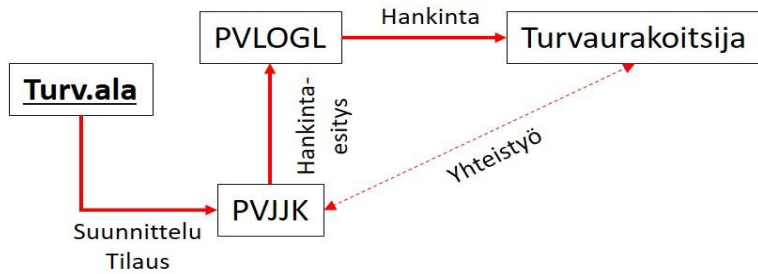 Hankinta
PVLOGL
Turvaurakoitsija
Turv.ala
Hankinta-
esitys
Yhteistyö
PVJJK
Suunnittelu
Tilaus